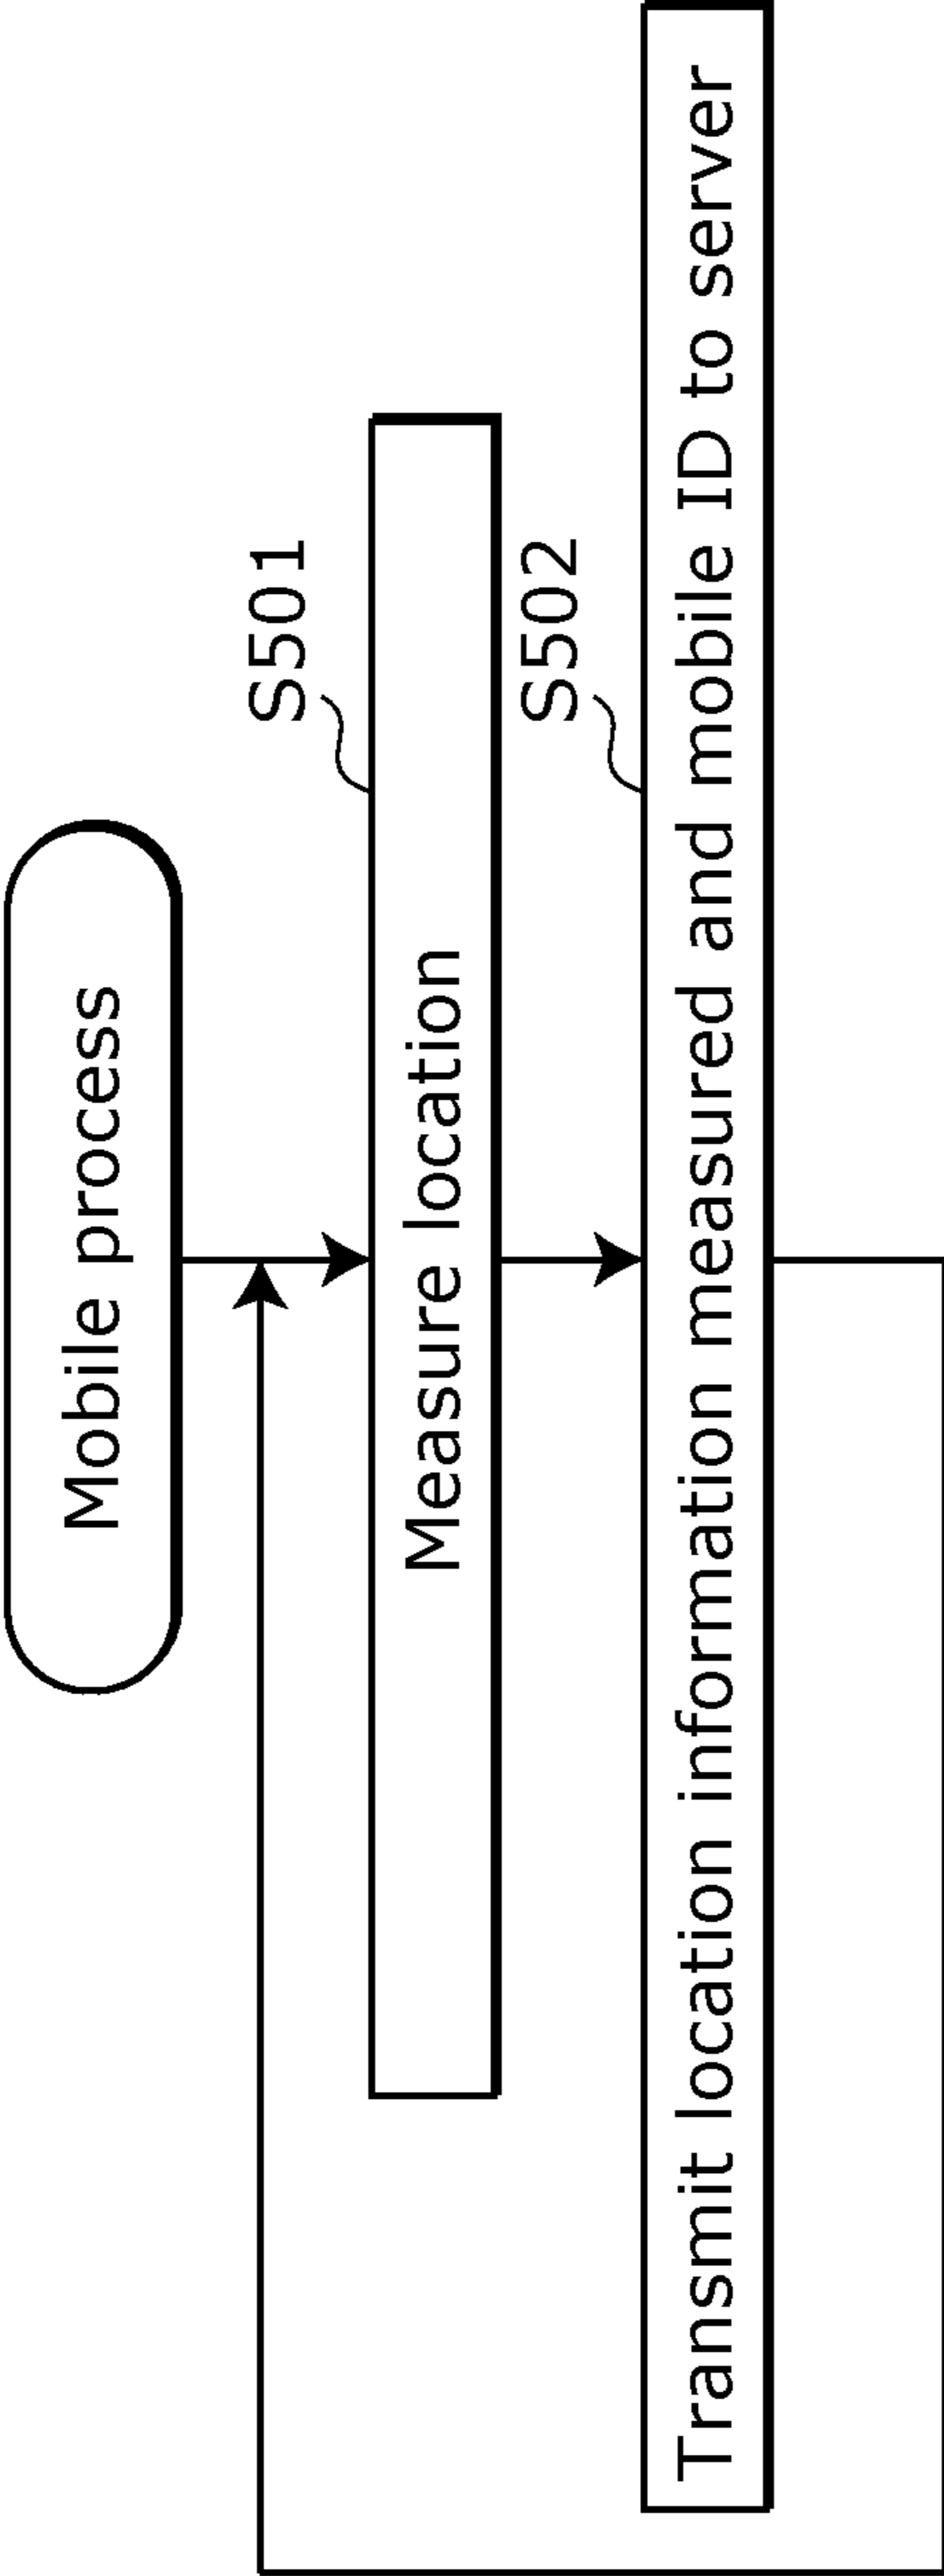 Mobile process
S501
Measure location
S502
Transmit location information measured and mobile ID to server